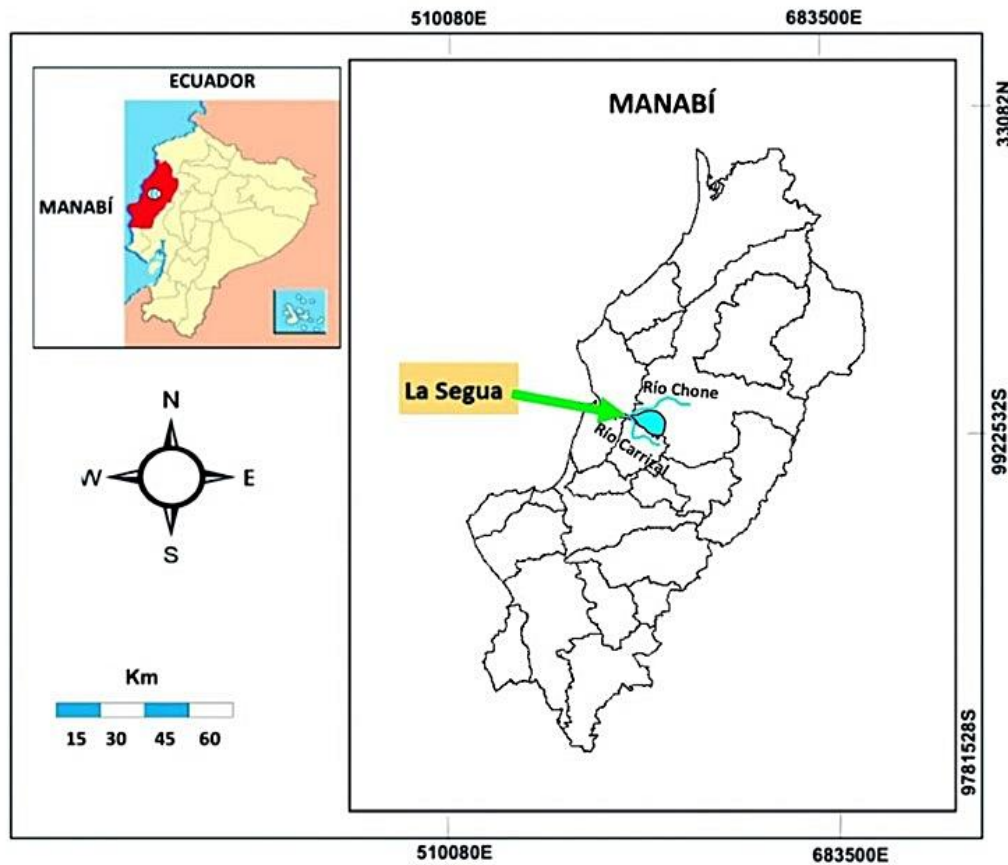 510080E 683500E
ECUADOR
MANABÍ
MANABÍ
33082N
La Segua
Río Chone
Río Carrizal
9922532S
N
W E
S
Km
15 30 45 60
9781528S
510080E 683500E